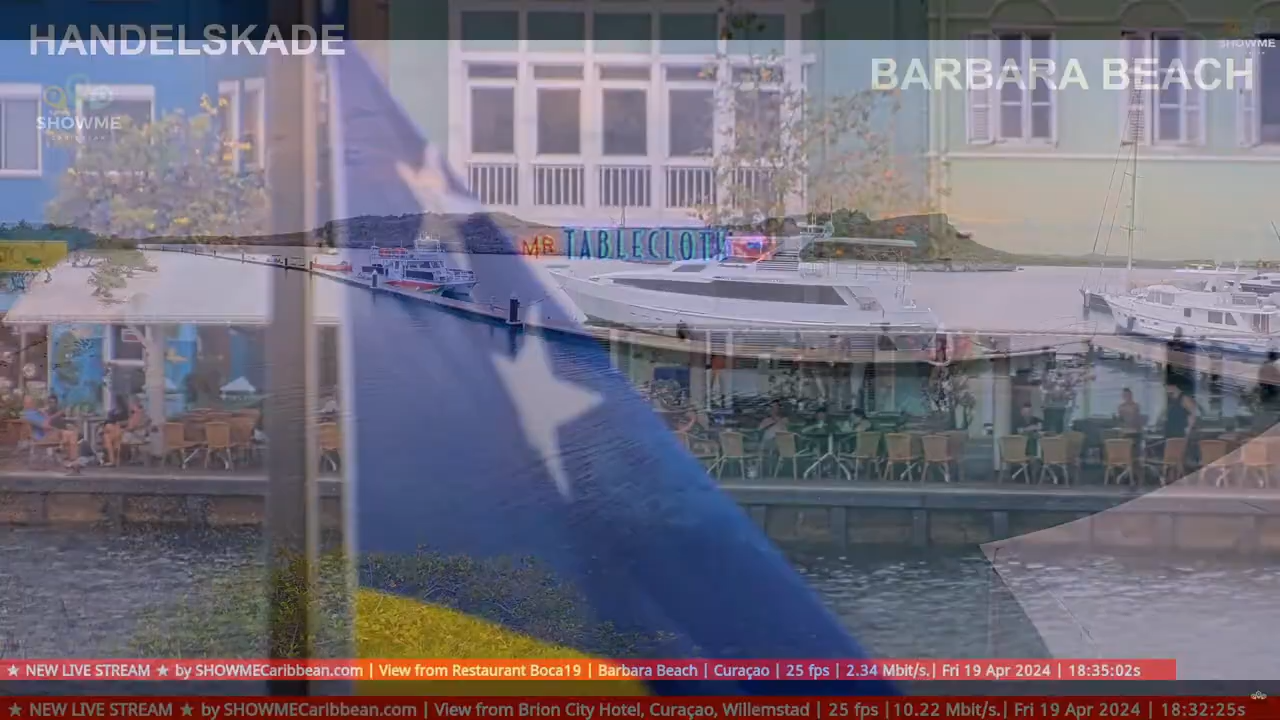 HANDELSKADE
SHOWME
BARBARA BEACH
SHOWME
CARIBBEAN
MR TABLECLOTH
★ NEW LIVE STREAM ★ by SHOWMECaribbean.com | View from Restaurant Boca19 | Barbara Beach | Curaçao | 25 fps | 2.34 Mbit/s.| Fri 19 Apr 2024 | 18:35:02s
★ NEW LIVE STREAM ★ by SHOWMECaribbean.com | View from Brion City Hotel, Curaçao, Willemstad | 25 fps |10.22 Mbit/s.| Fri 19 Apr 2024 | 18:32:25s